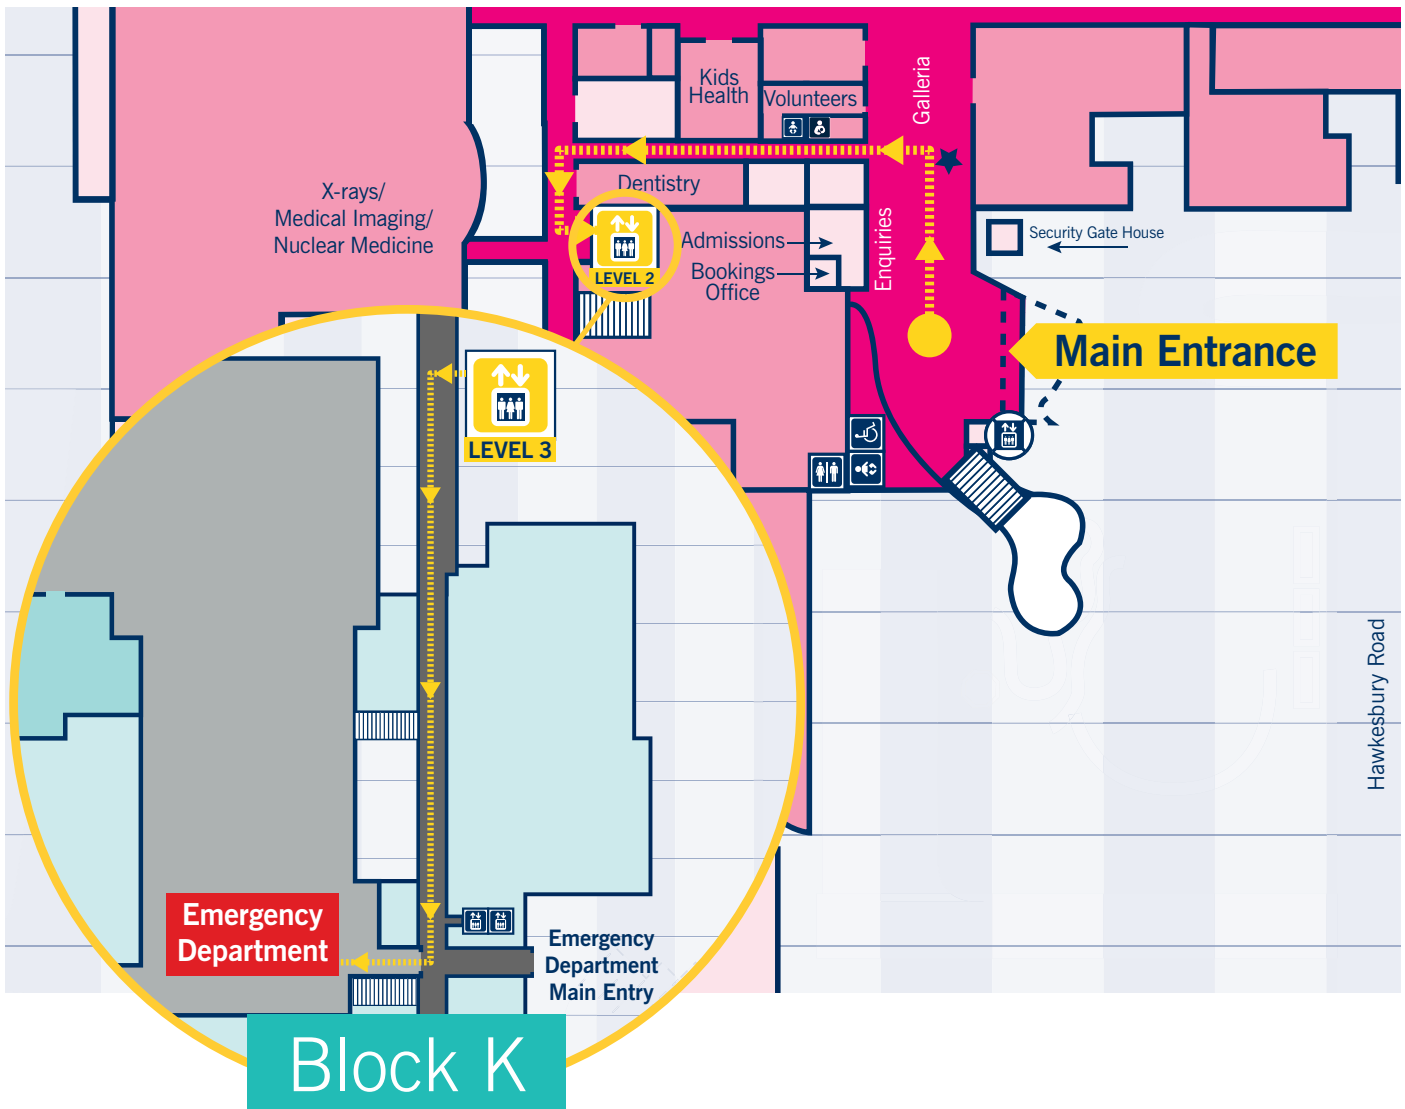 Galleria
Kids
Health
Volunteers
X-rays/
Medical Imaging/
Nuclear Medicine
Dentistry
Enquiries
Security Gate House
Admissions
Bookings
Office
LEVEL 2
Main Entrance
LEVEL 3
Hawkesbury Road
Emergency
Department
Emergency
Department
Main Entry
Block K